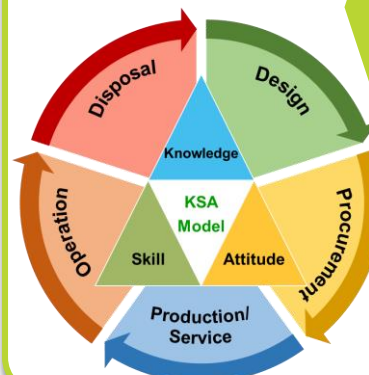 Disposal
Design
Knowledge
KSA
Model
Operation
Procurement
Skill
Attitude
Production/
Service